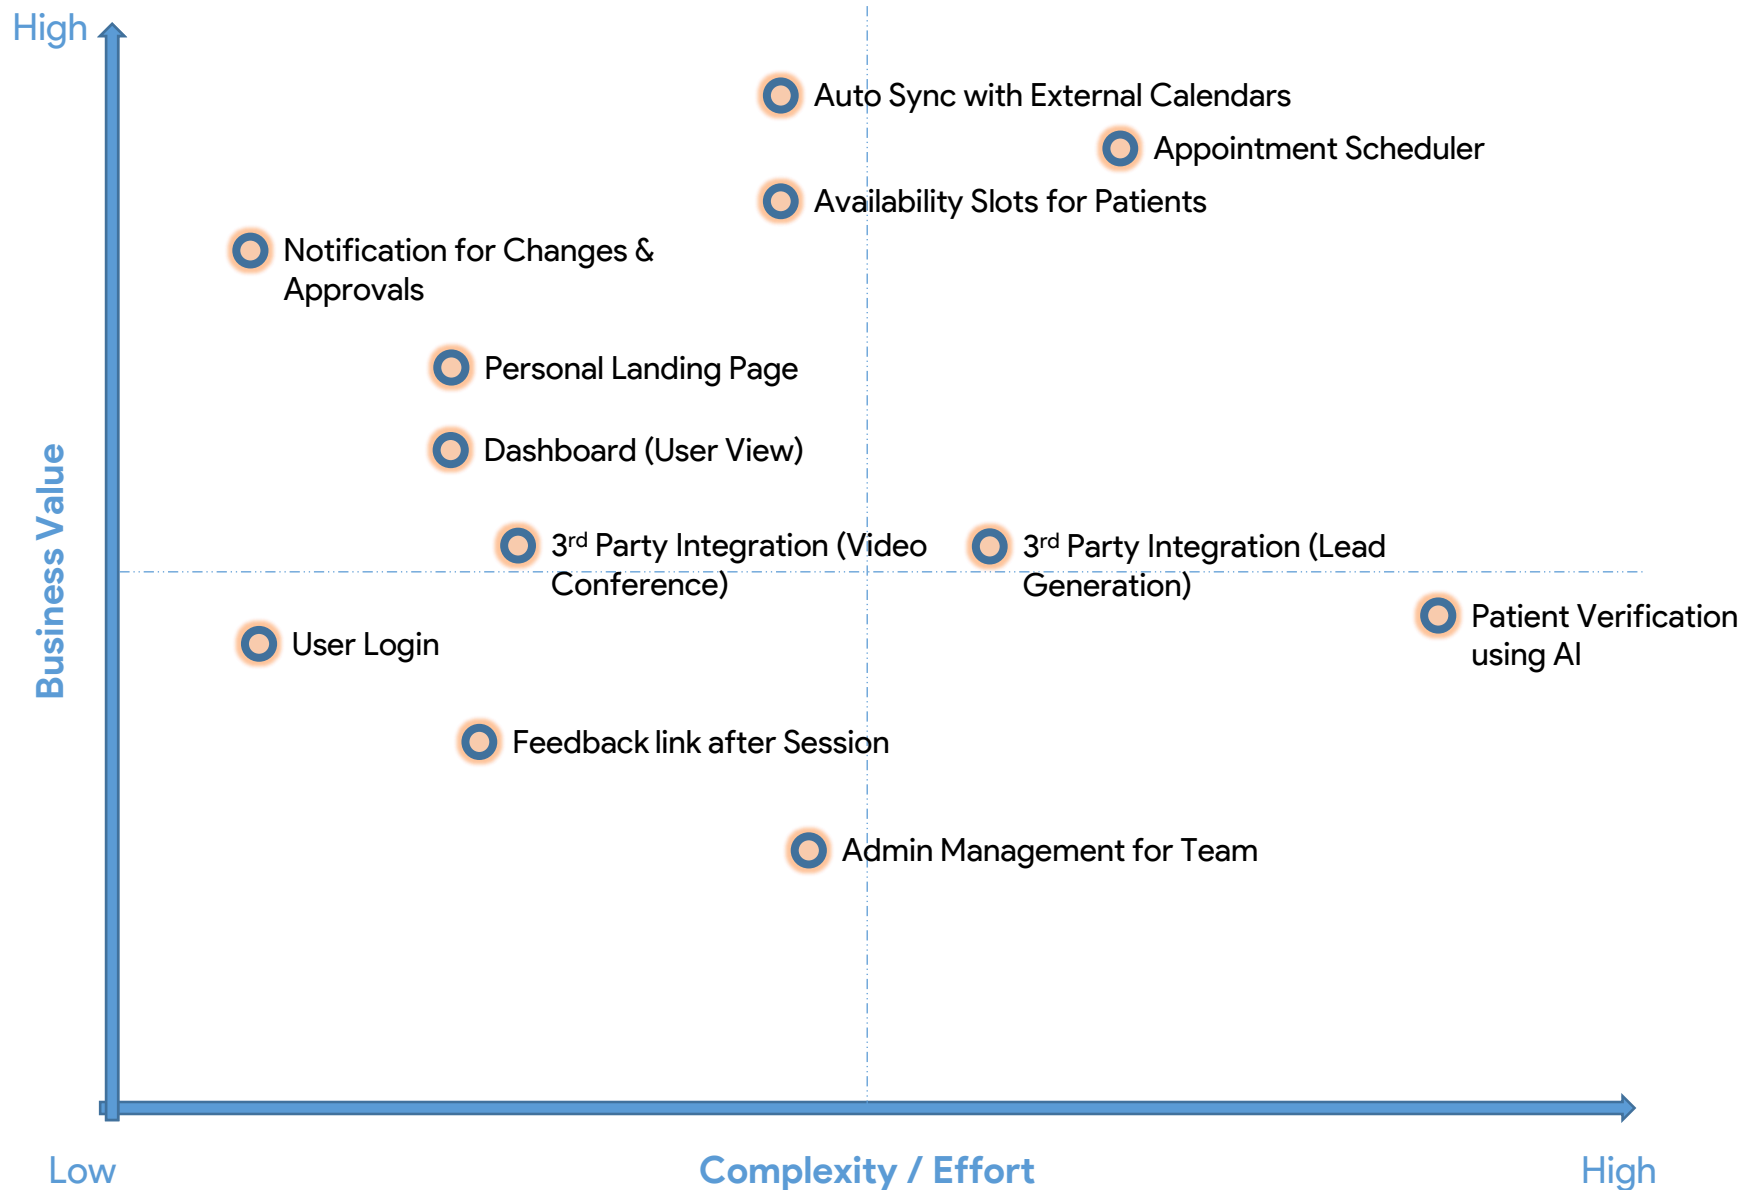 High
Auto Sync with External Calendars
Appointment Scheduler
Availability Slots for Patients
Notification for Changes &
Approvals
Personal Landing Page
Dashboard (User View)
3rd Party Integration (Video
Conference)
3rd Party Integration (Lead
Generation)
Patient Verification
using AI
User Login
Feedback link after Session
Admin Management for Team
Business Value
Low
Complexity / Effort
High